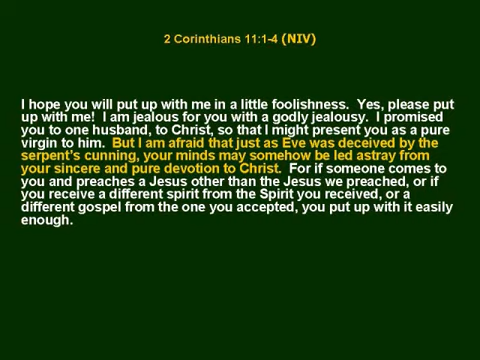 2 Corinthians 11:1-4 (NIV)
I hope you will put up with me in a little foolishness.  Yes, please put
up with me!  I am jealous for you with a godly jealousy.  I promised
you to one husband, to Christ, so that I might present you as a pure
virgin to him.  But I am afraid that just as Eve was deceived by the
serpent's cunning, your minds may somehow be led astray from
your sincere and pure devotion to Christ.  For if someone comes to
you and preaches a Jesus other than the Jesus we preached, or if
you receive a different spirit from the Spirit you received, or a
different gospel from the one you accepted, you put up with it easily
enough.